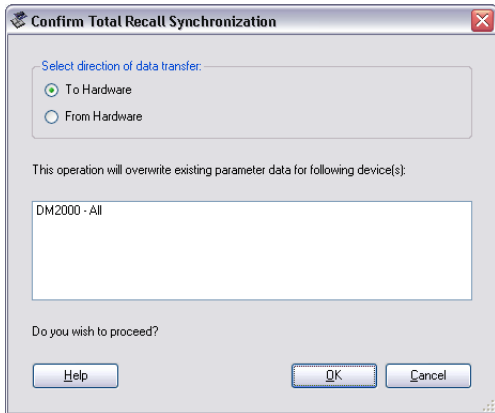 Confirm Total Recall Synchronization
Select direction of data transfer:
To Hardware
From Hardware
This operation will overwrite existing parameter data for following device(s):
DM2000 - All
Do you wish to proceed?
Help
OK
Cancel